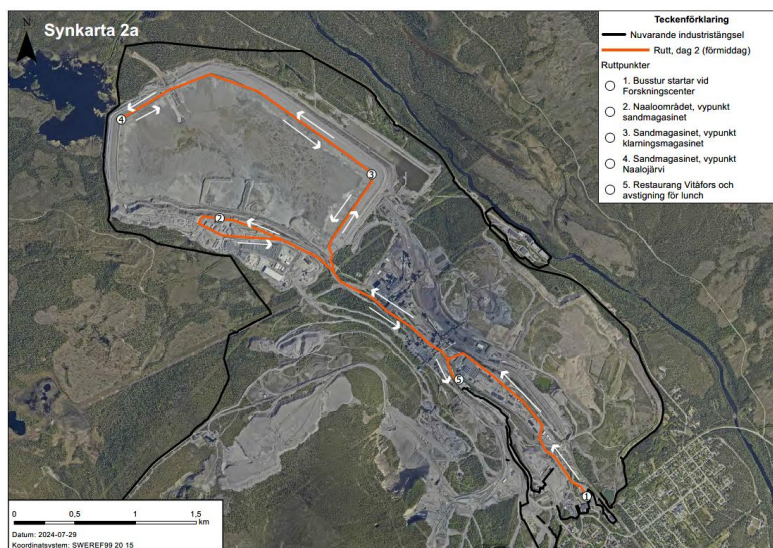 Synkarta 2a
N
Teckenförklaring
Nuvarande industristängsel
Rutt, dag 2 (förmiddag)
Ruttpunkter
1. Busstur startar vid
Forskningscenter
2. Naaloområdet, vypunkt
sandmagasinet
3. Sandmagasinet, vypunkt
klarningsmagasinet
4. Sandmagasinet, vypunkt
Naalojärvi
5. Restaurang Vitåfors och
avstigning för lunch
4
3
2
5
1
0 0,5 1 1,5
km
Datum: 2024-07-29
Koordinatsystem: SWEREF99 20 15